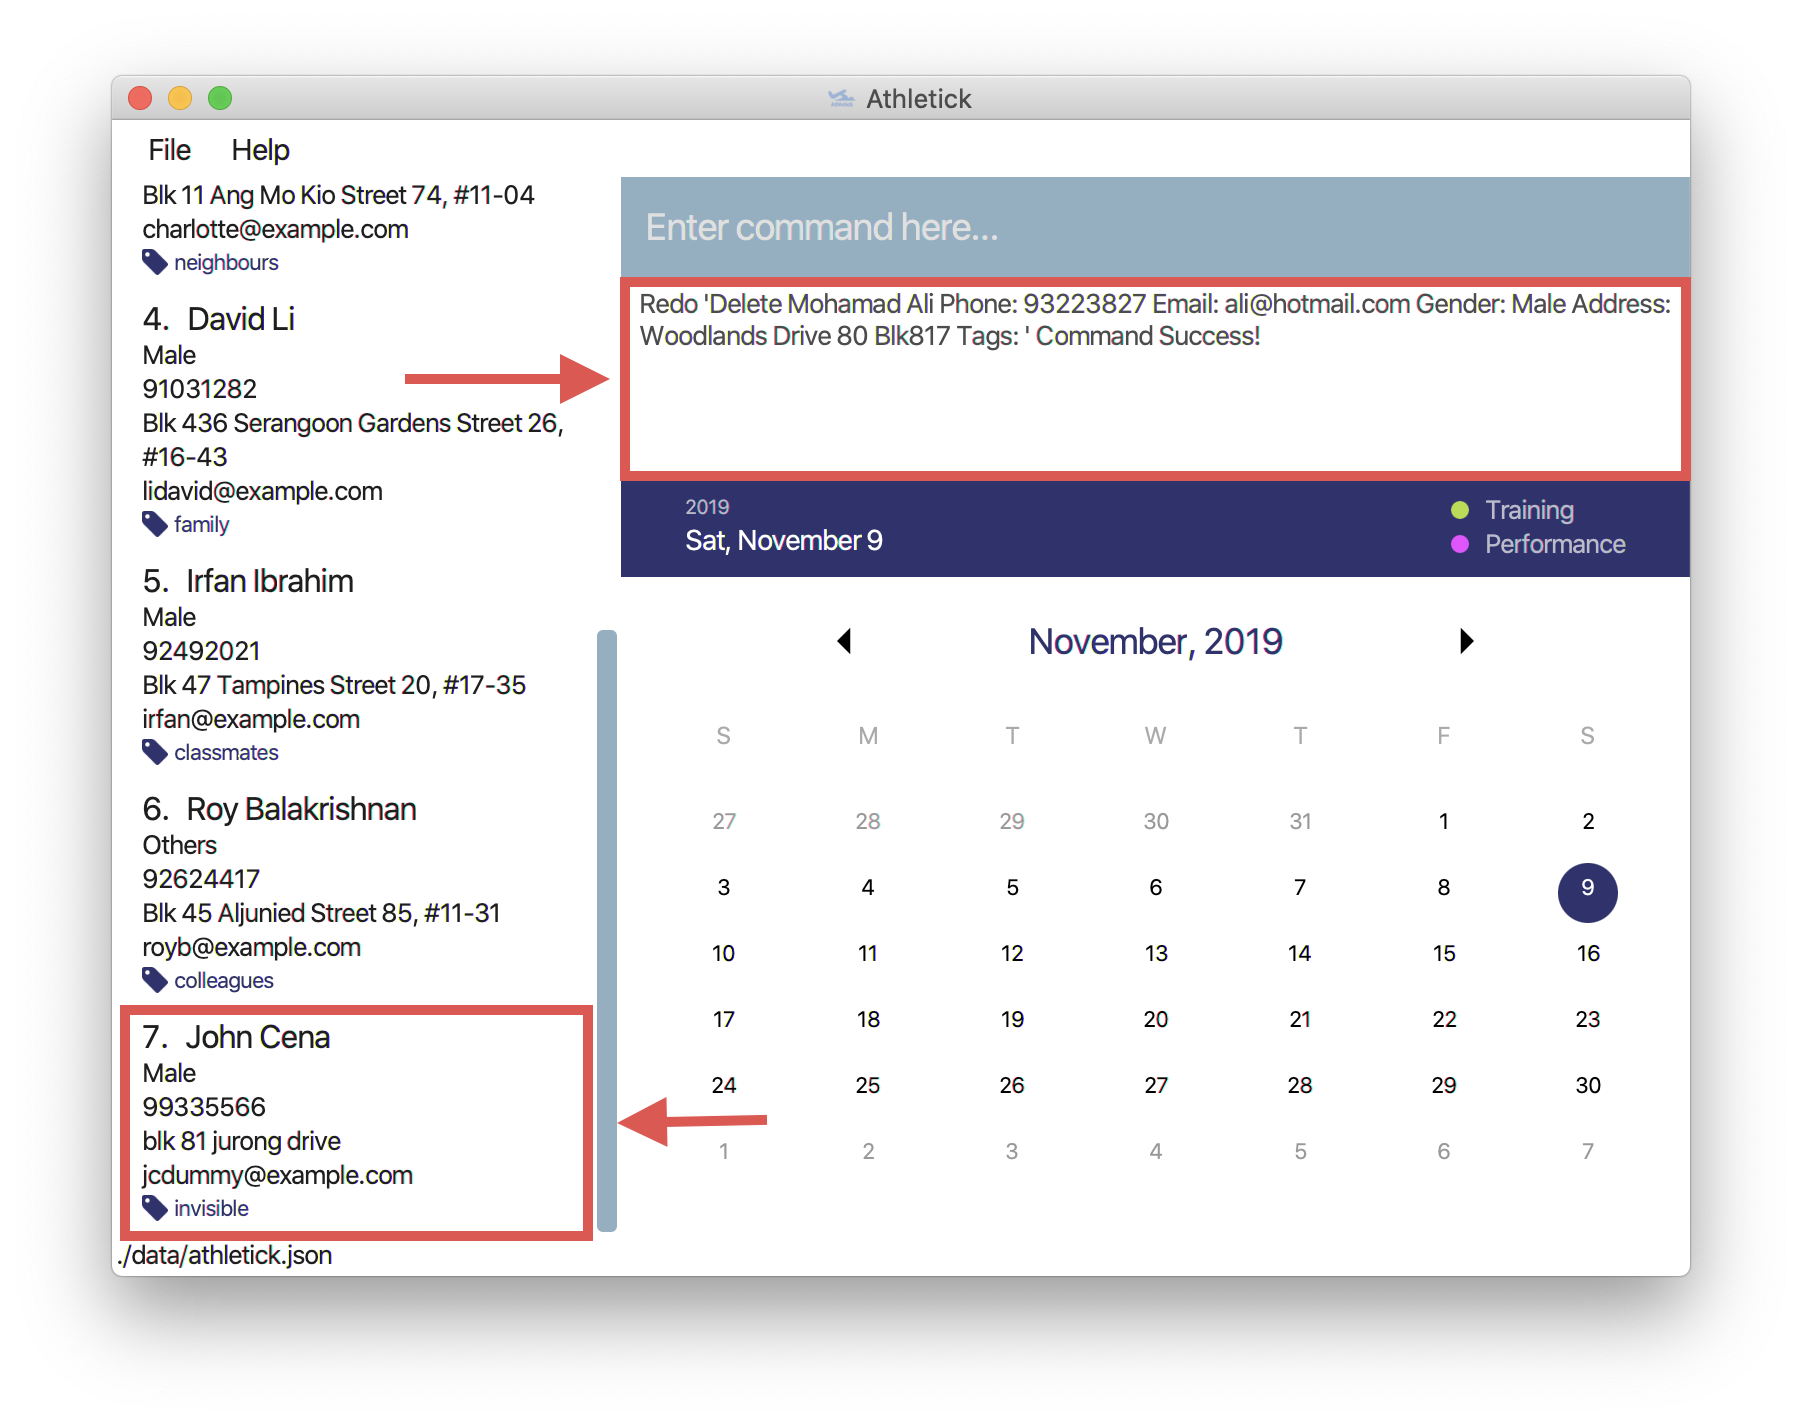 Athletick
File Help
Blk 11 Ang Mo Kio Street 74, #11-04
charlotte@example.com
neighbours
4. David Li
Male
91031282
Blk 436 Serangoon Gardens Street 26,
#16-43
lidavid@example.com
family
5. Irfan Ibrahim
Male
92492021
Blk 47 Tampines Street 20, #17-35
irfan@example.com
classmates
6. Roy Balakrishnan
Others
92624417
Blk 45 Aljunied Street 85, #11-31
royb@example.com
colleagues
7. John Cena
Male
99335566
blk 81 jurong drive
jcdummy@example.com
invisible
./data/athletick.json
Enter command here...
Redo 'Delete Mohamad Ali Phone: 93223827 Email: ali@hotmail.com Gender: Male Address:
Woodlands Drive 80 Blk817 Tags: ' Command Success!
2019
Sat, November 9
Training
Performance
November, 2019
S M T W T F S
27 28 29 30 31 1 2
3 4 5 6 7 8 9
10 11 12 13 14 15 16
17 18 19 20 21 22 23
24 25 26 27 28 29 30
1 2 3 4 5 6 7